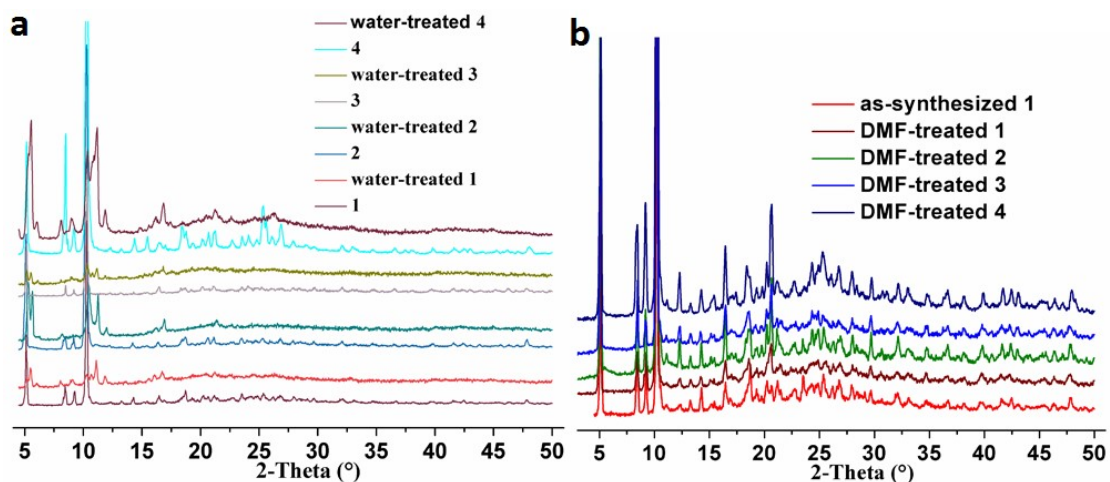 a
water-treated 4
4
water-treated 3
3
water-treated 2
2
water-treated 1
1
5 10 15 20 25 30 35 40 45 50
2-Theta (°)
b
as-synthesized 1
DMF-treated 1
DMF-treated 2
DMF-treated 3
DMF-treated 4
5 10 15 20 25 30 35 40 45 50
2-Theta (°)